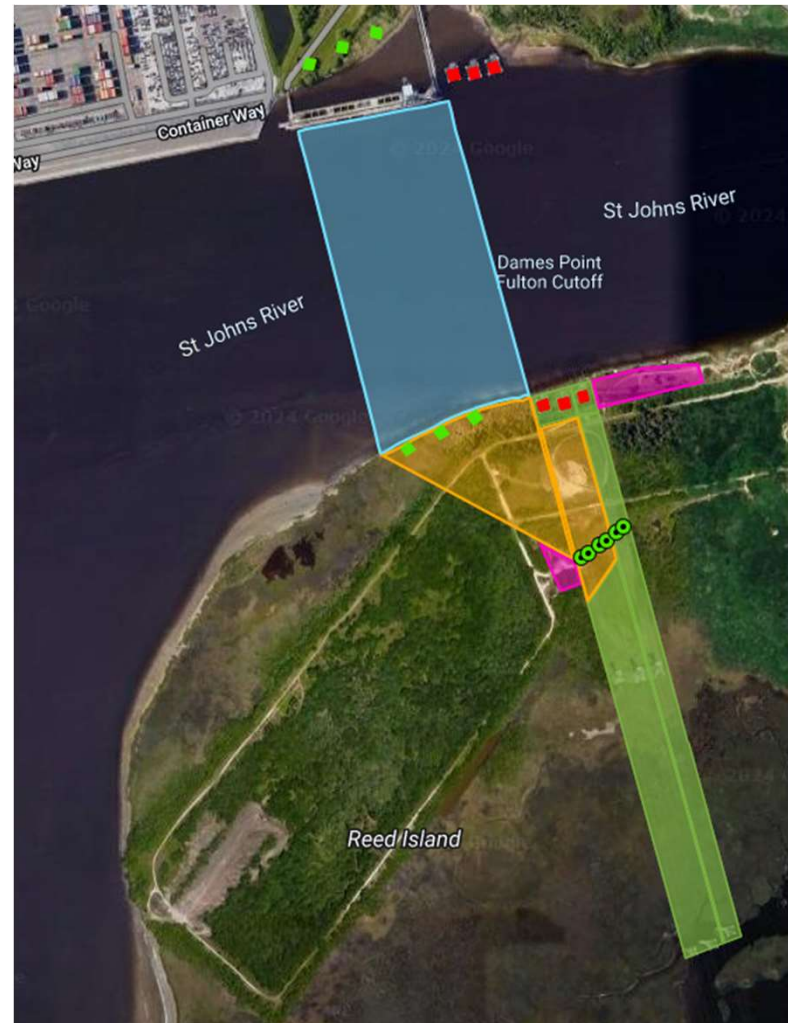 Container Way
Way
St Johns River
Dames Point
Fulton Cutoff
St Johns River
Reed Island